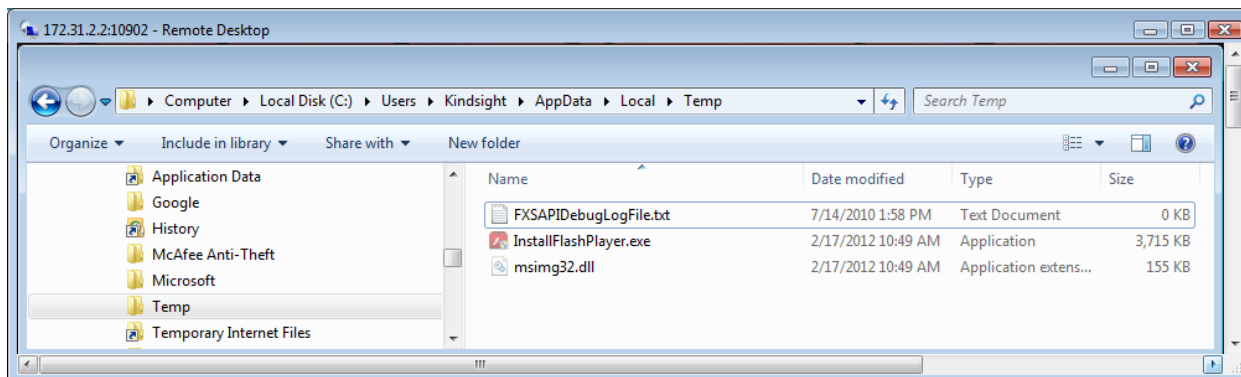 172.31.2.2:10902 - Remote Desktop
Computer Local Disk (C:) Users Kindsight AppData Local Temp Search Temp
Organize Include in library Share with New folder
Name Date modified Type Size
Application Data
Google
History
McAfee Anti-Theft
Microsoft
Temp
Temporary Internet Files
FXSAPIDebugLogFile.txt 7/14/2010 1:58 PM Text Document 0 KB
InstallFlashPlayer.exe 2/17/2012 10:49 AM Application 3,715 KB
msimg32.dll 2/17/2012 10:49 AM Application extens... 155 KB